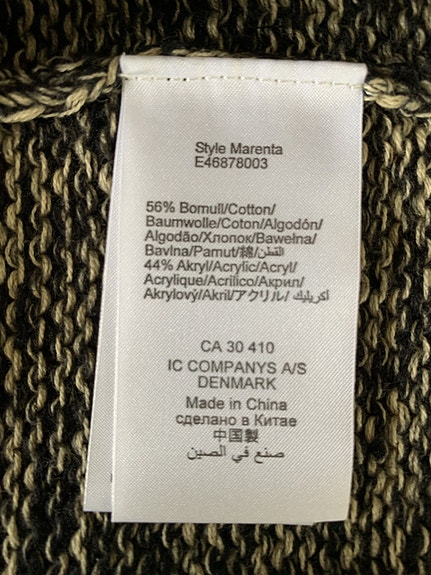 Style Marenta
E46878003
56% Bomull/Cotton/
Baumwolle/Coton/Algodón/
Algodão/Хлопок/Bawełna/
Bavlna/Pamut/綿/القطن/
44% Akryl/Acrylic/Acryl/
Acrylique/Acrilico/Акрил/
Akrylový/Akril/アクリル/ أكريليك
CA 30 410
IC COMPANYS A/S
DENMARK
Made in China
сделано в Китае
中国製
صنع في الصين